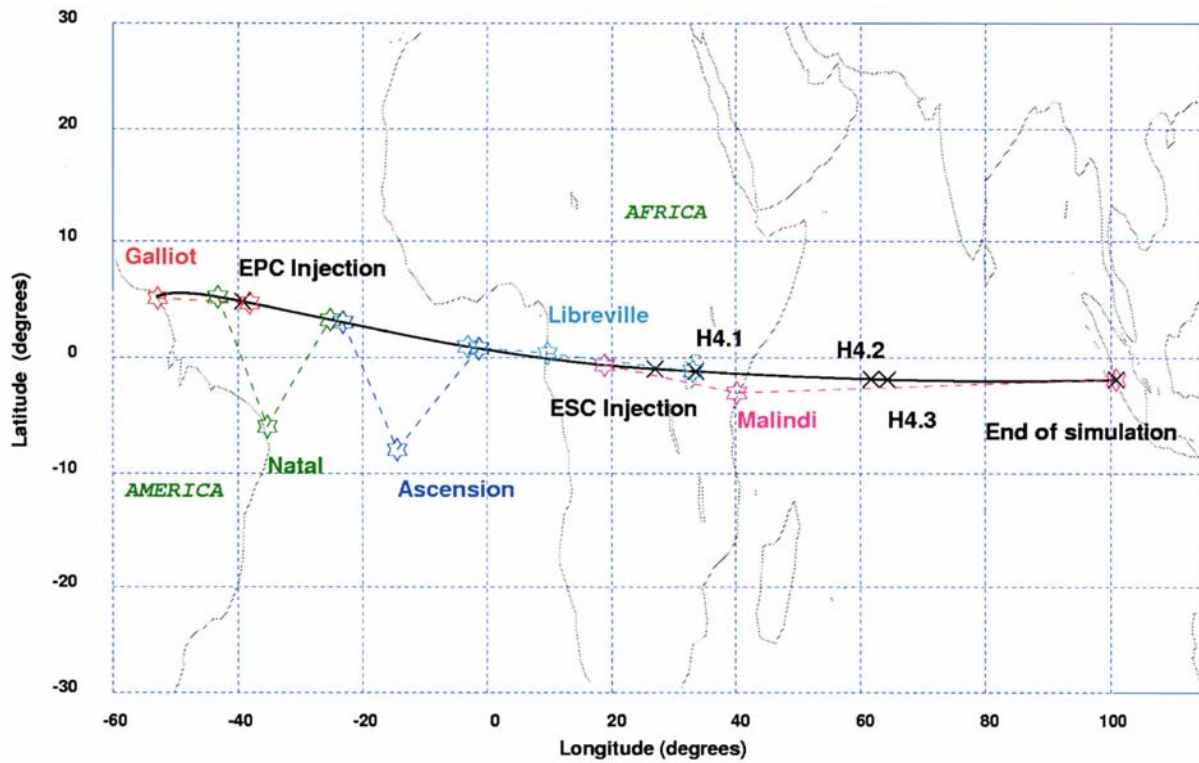 30
20
10
0
-10
-20
-30
Latitude (degrees)
AFRICA
Galliot
EPC Injection
Libreville
H4.1
H4.2
ESC Injection
Malindi
H4.3
End of simulation
Natal
AMERICA
Ascension
-60 -40 -20 0 20 40 60 80 100
Longitude (degrees)